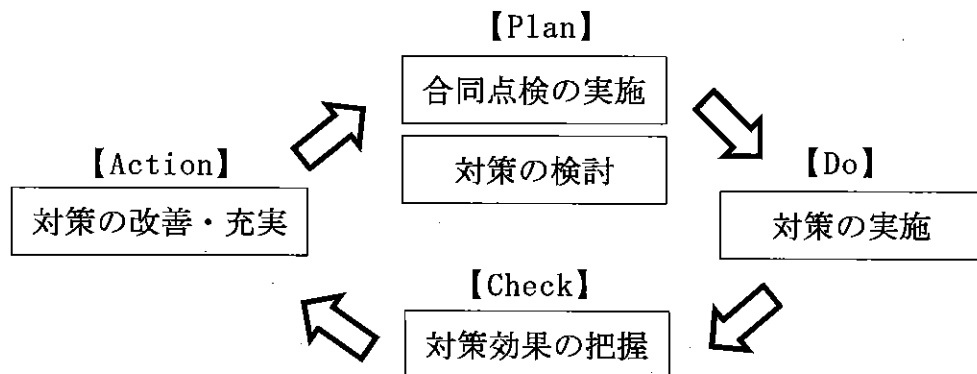 【Plan】
合同点検の実施
対策の検討
【Do】
対策の実施
【Check】
対策効果の把握
【Action】
対策の改善・充実